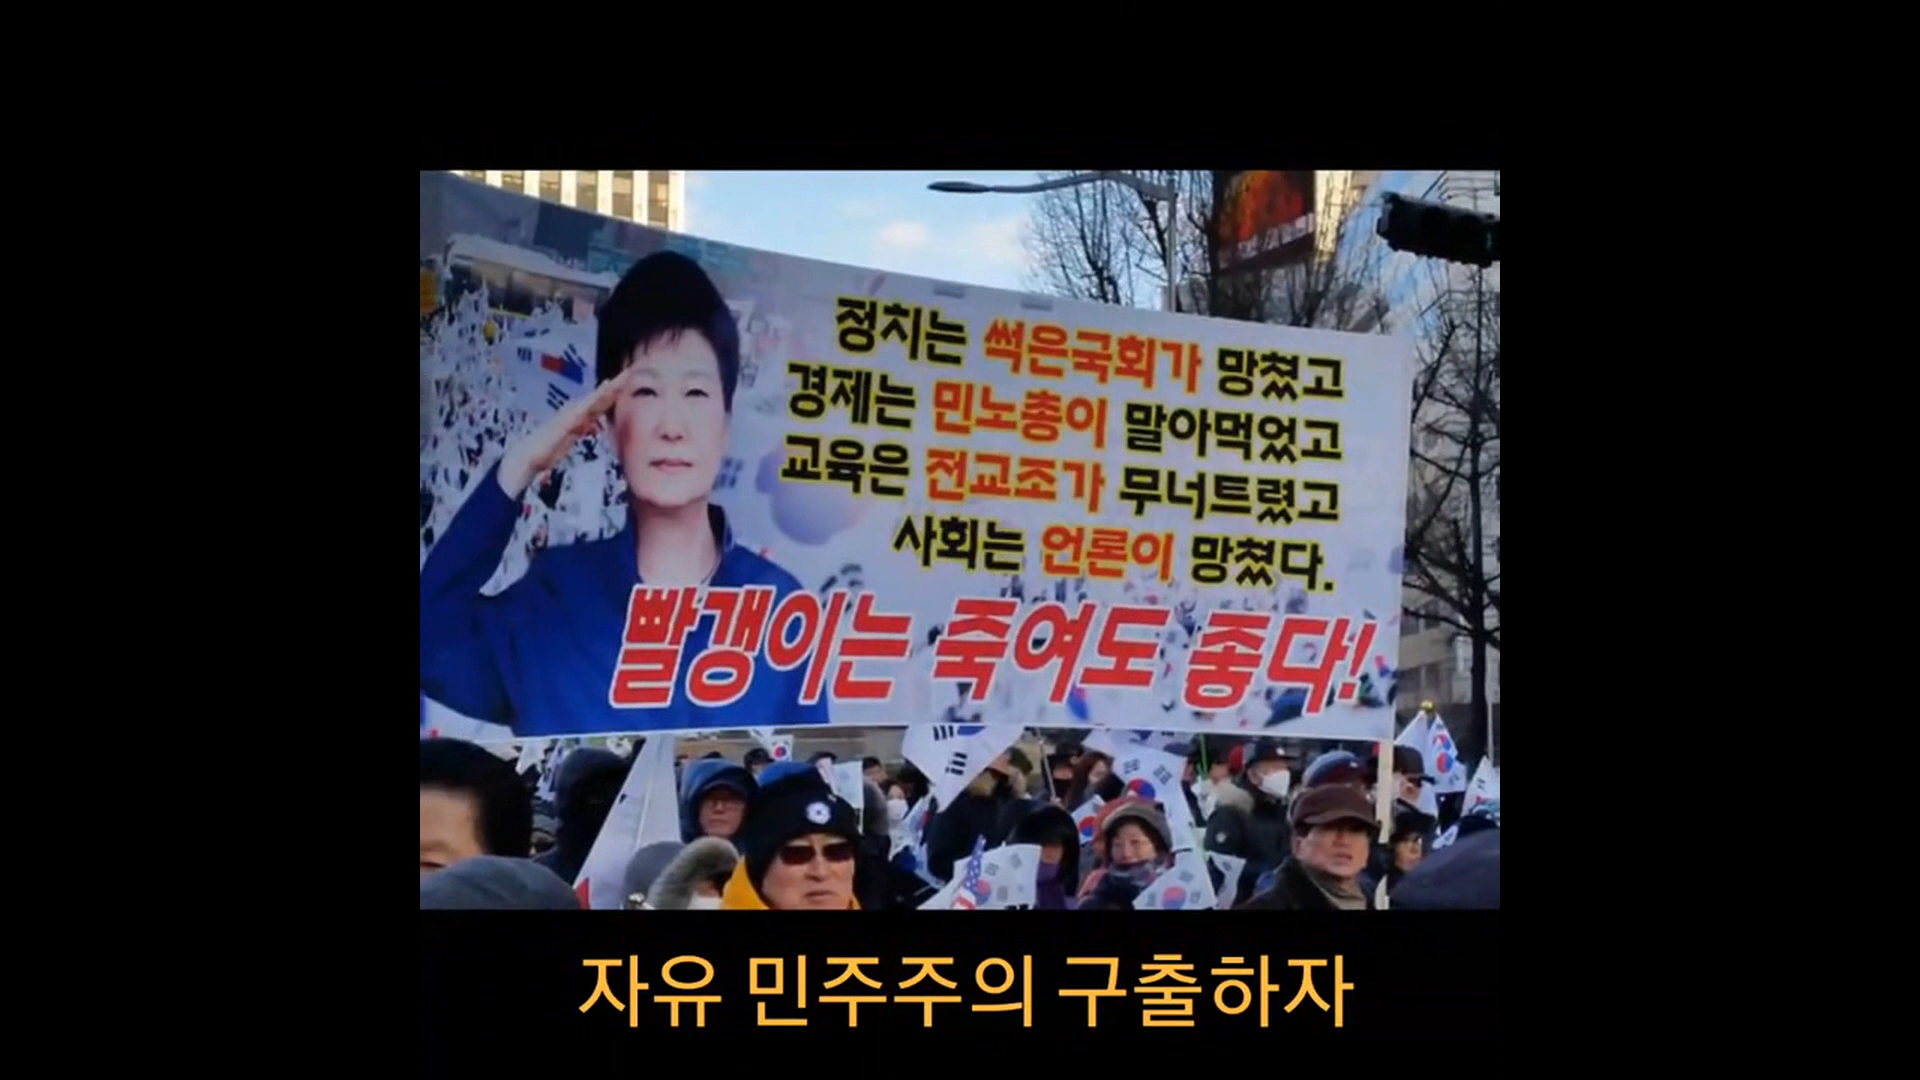 정치는 썩은국회가 망쳤고
경제는 민노총이 말아먹었고
교육은 전교조가 무너트렸고
사회는 언론이 망쳤다.
빨갱이는 죽여도 좋다!
자유 민주주의 구출하자